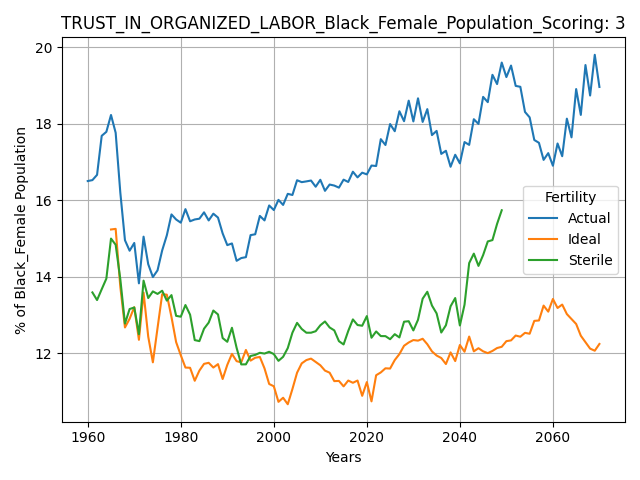 TRUST_IN_ORGANIZED_LABOR_Black_Female_Population_Scoring: 3
% of Black_Female Population
20
18
16
14
12
Fertility
Actual
Ideal
Sterile
1960
1980
2000
2020
2040
2060
Years